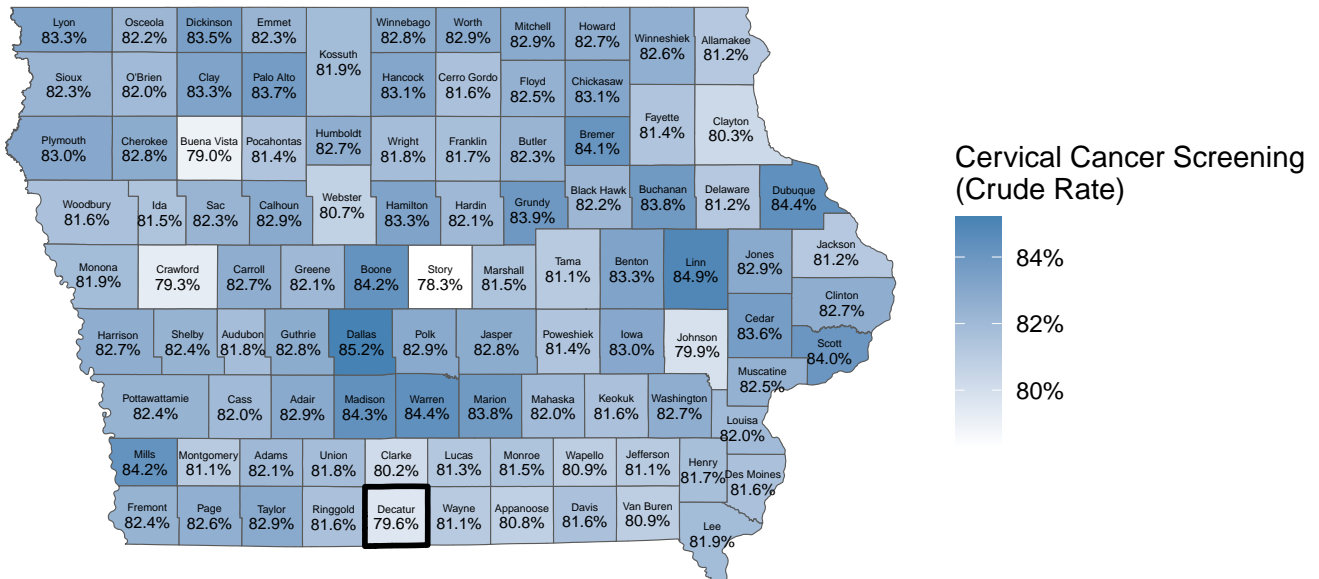 Lyon
83.3%
Osceola
82.2%
Dickinson
83.5%
Emmet
82.3%
Kossuth
81.9%
Winnebago
82.8%
Worth
82.9%
Mitchell
82.9%
Howard
82.7%
Winneshiek
82.6%
Allamakee
81.2%
Sioux
82.3%
O'Brien
82.0%
Clay
83.3%
Palo Alto
83.7%
Hancock
83.1%
Cerro Gordo
81.6%
Floyd
82.5%
Chickasaw
83.1%
Fayette
81.4%
Clayton
80.3%
Plymouth
83.0%
Cherokee
82.8%
Buena Vista
79.0%
Pocahontas
81.4%
Humboldt
82.7%
Wright
81.8%
Franklin
81.7%
Butler
82.3%
Bremer
84.1%
Woodbury
81.6%
Ida
81.5%
Sac
82.3%
Calhoun
82.9%
Webster
80.7%
Hamilton
83.3%
Hardin
82.1%
Grundy
83.9%
Black Hawk
82.2%
Buchanan
83.8%
Delaware
81.2%
Dubuque
84.4%
Monona
81.9%
Crawford
79.3%
Carroll
82.7%
Greene
82.1%
Boone
84.2%
Story
78.3%
Marshall
81.5%
Tama
81.1%
Benton
83.3%
Linn
84.9%
Jones
82.9%
Jackson
81.2%
Clinton
82.7%
Harrison
82.7%
Shelby
82.4%
Audubon
81.8%
Guthrie
82.8%
Dallas
85.2%
Polk
82.9%
Jasper
82.8%
Poweshiek
81.4%
Iowa
83.0%
Johnson
79.9%
Cedar
83.6%
Scott
84.0%
Muscatine
82.5%
Pottawattamie
82.4%
Cass
82.0%
Adair
82.9%
Madison
84.3%
Warren
84.4%
Marion
83.8%
Mahaska
82.0%
Keokuk
81.6%
Washington
82.7%
Louisa
82.0%
Mills
84.2%
Montgomery
81.1%
Adams
82.1%
Union
81.8%
Clarke
80.2%
Lucas
81.3%
Monroe
81.5%
Wapello
80.9%
Jefferson
81.1%
Henry
81.7%
Des Moines
81.6%
Fremont
82.4%
Page
82.6%
Taylor
82.9%
Ringgold
81.6%
Decatur
79.6%
Wayne
81.1%
Appanoose
80.8%
Davis
81.6%
Van Buren
80.9%
Lee
81.9%
Cervical Cancer Screening
(Crude Rate)
84%
82%
80%